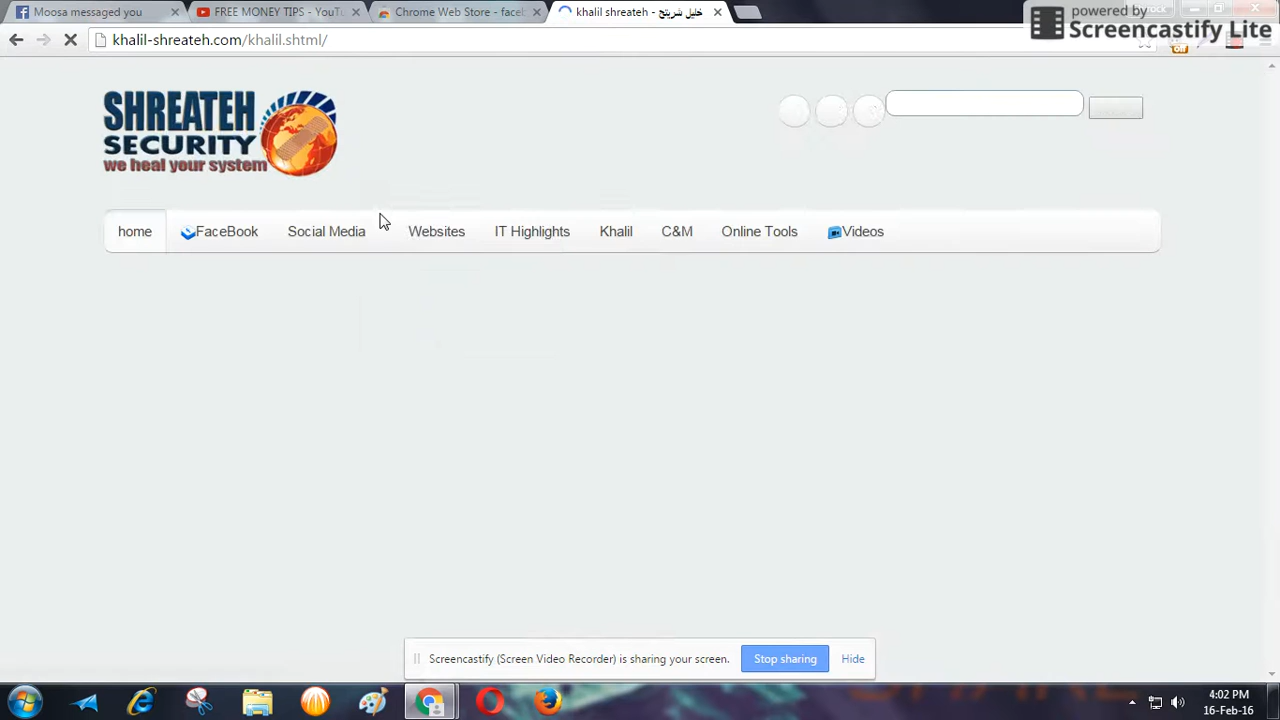 Moosa messaged you
FREE MONEY TIPS - YouTu
Chrome Web Store - faceb
khalil shreateh - خليل شريتح
powered by
Screencastify Lite
khalil-shreateh.com/khalil.shtml/
off
SHREATEH
SECURITY
we heal your system
home
FaceBook
Social Media
Websites
IT Highlights
Khalil
C&M
Online Tools
Videos
Screencastify (Screen Video Recorder) is sharing your screen.
Stop sharing
Hide
4:02 PM
16-Feb-16